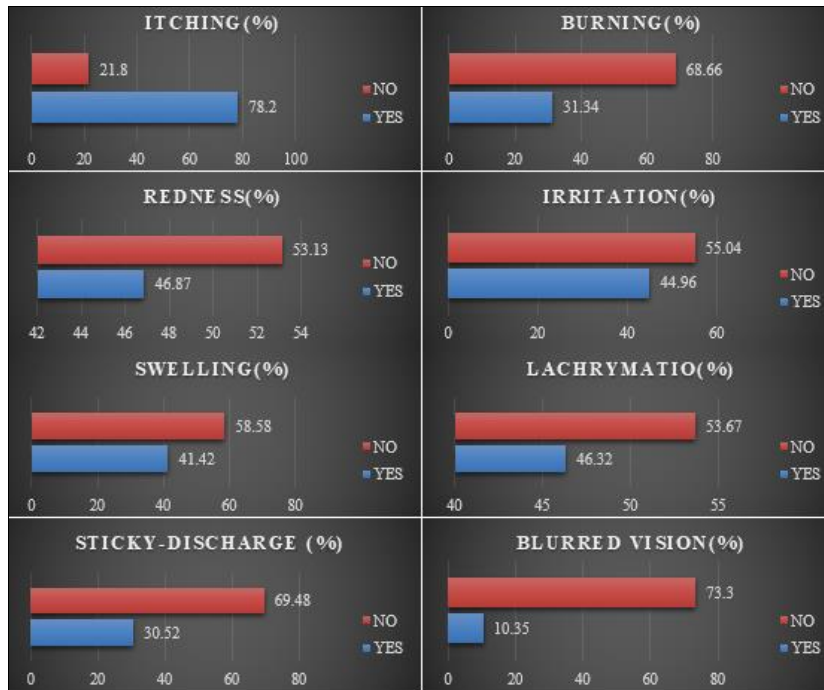 ITCHING(%)
21.8
78.2
NO
YES
0 20 40 60 80 100
BURNING(%)
68.66
31.34
NO
YES
0 20 40 60 80
REDNESS(%)
53.13
46.87
NO
YES
42 44 46 48 50 52 54
IRRITATION(%)
55.04
44.96
NO
YES
0 20 40 60
SWELLING(%)
58.58
41.42
NO
YES
0 20 40 60 80
LACHRYMATIO(%)
53.67
46.32
NO
YES
40 45 50 55
STICKY-DISCHARGE (%)
69.48
30.52
NO
YES
0 20 40 60 80
BLURRED VISION(%)
73.3
10.35
NO
YES
0 20 40 60 80